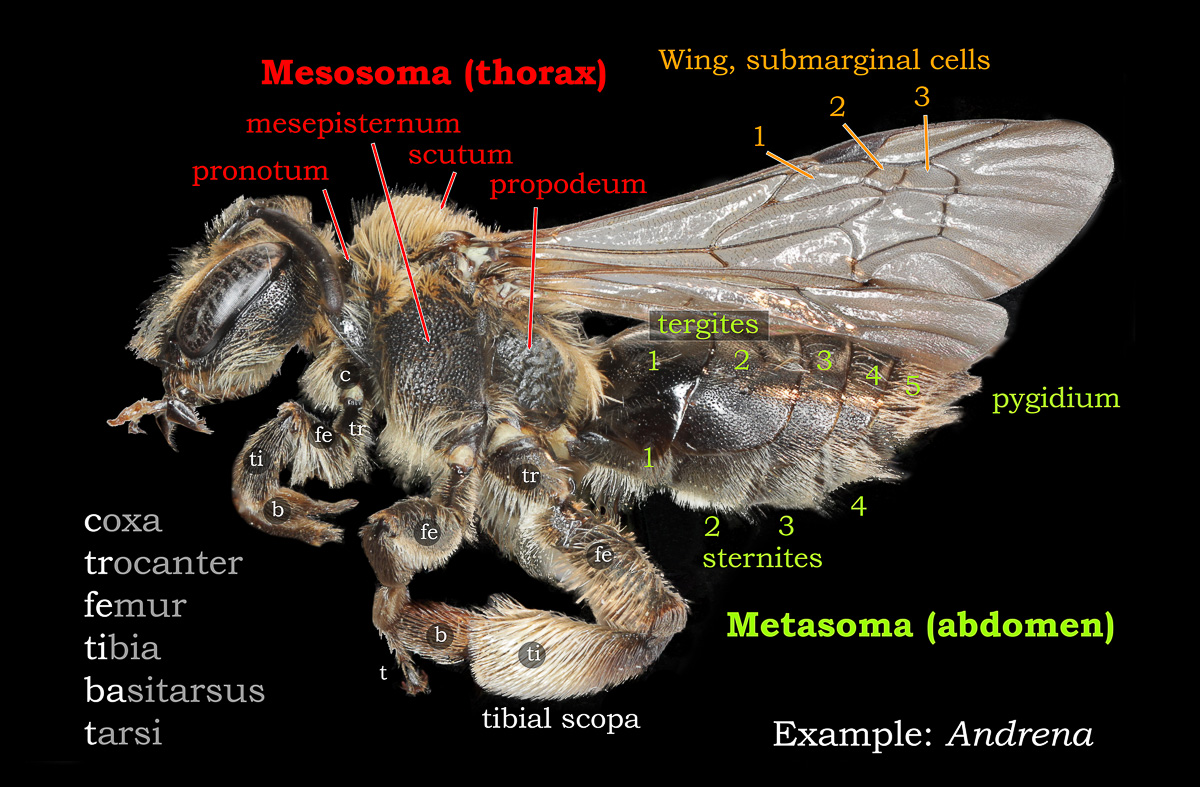 Mesosoma (thorax)
Wing, submarginal cells
mesepisternum
scutum
pronotum
propodeum
1
2
3
tergites
1
2
3
4
5
pygidium
1
2
3
4
sternites
Metasoma (abdomen)
c
tr
fe
ti
b
fe
tr
fe
b
ti
t
tibial scopa
coxa
trocanter
femur
tibia
basitarsus
tarsi
Example: Andrena